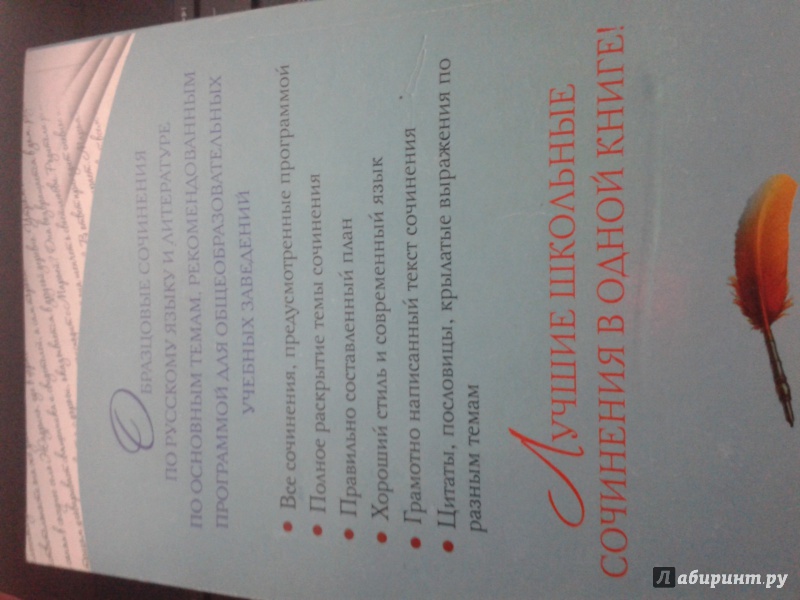 Образцовые сочинения
по русскому языку и литературе
по основным темам, рекомендованным
программой для общеобразовательных
учебных заведений
• Все сочинения, предусмотренные программой
• Полное раскрытие темы сочинения
• Правильно составленный план
• Хороший стиль и современный язык
• Грамотно написанный текст сочинения
• Цитаты, пословицы, крылатые выражения по
разным темам
Лучшие школьные
сочинения в одной книге!
Лабиринт.ру